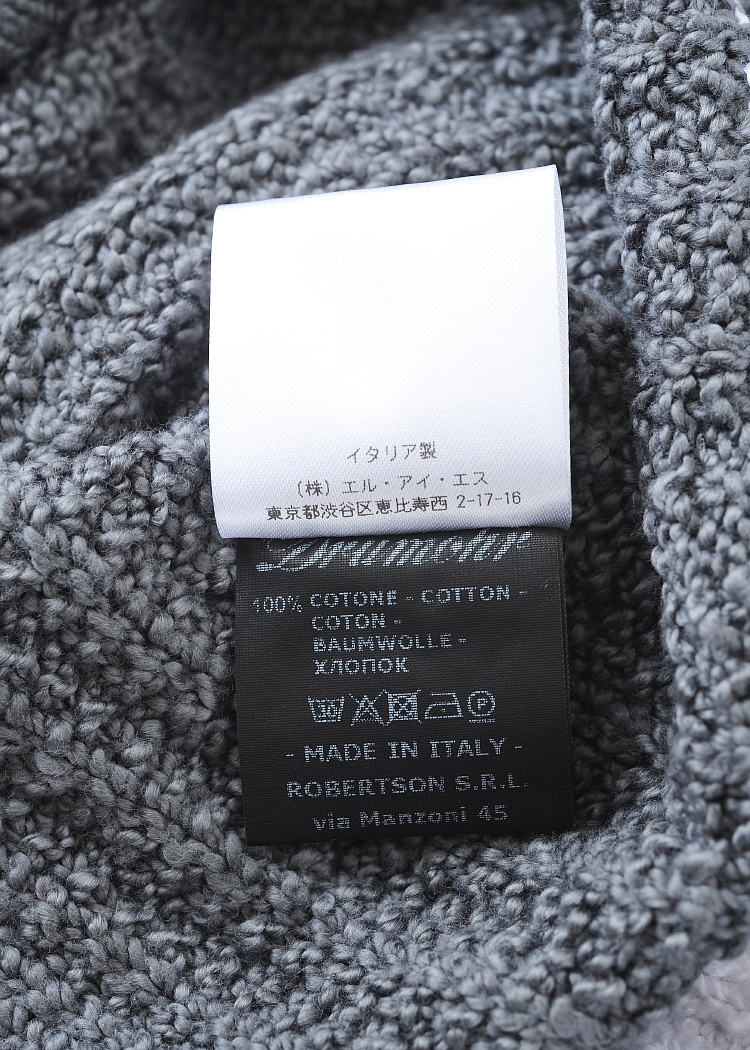 イタリア製
(株) エル・アイ・エス
東京都渋谷区恵比寿西 2-17-16
Drumohr
100% COTONE - COTTON -
COTON -
BAUMWOLLE -
ХЛОПОК
30 P
- MADE IN ITALY -
ROBERTSON S.R.L.
via Manzoni 45